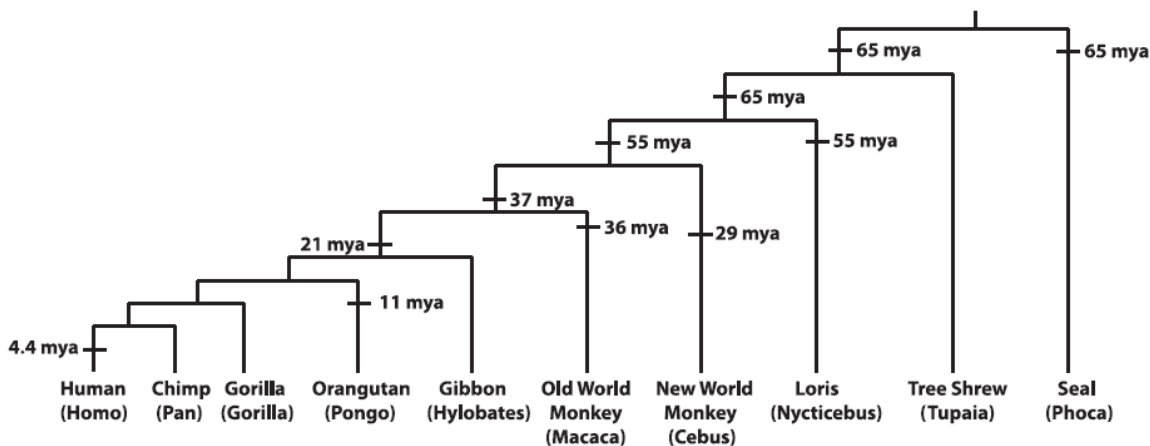 65 mya
65 mya
65 mya
55 mya
55 mya
37 mya
36 mya
29 mya
21 mya
11 mya
4.4 mya
Human
(Homo)
Chimp
(Pan)
Gorilla
(Gorilla)
Orangutan
(Pongo)
Gibbon
(Hylobates)
Old World
Monkey
(Macaca)
New World
Monkey
(Cebus)
Loris
(Nycticebus)
Tree Shrew
(Tupaia)
Seal
(Phoca)